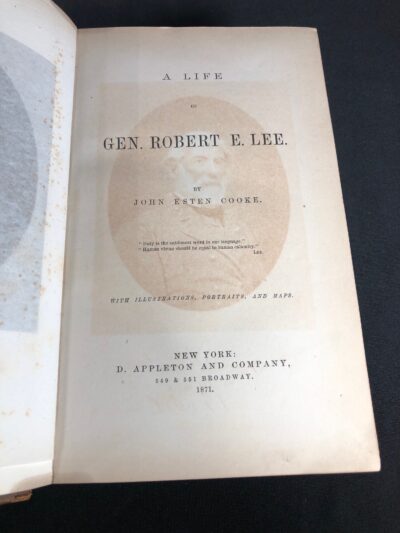 A LIFE
OF
GEN. ROBERT E. LEE.
BY
JOHN ESTEN COOKE.
"Duty is the sublimest word in our language."
"Human virtue should be equal to human calamity."
LEE.
WITH ILLUSTRATIONS, PORTRAITS, AND MAPS.
NEW YORK:
D. APPLETON AND COMPANY,
549 & 551 BROADWAY.
1871.